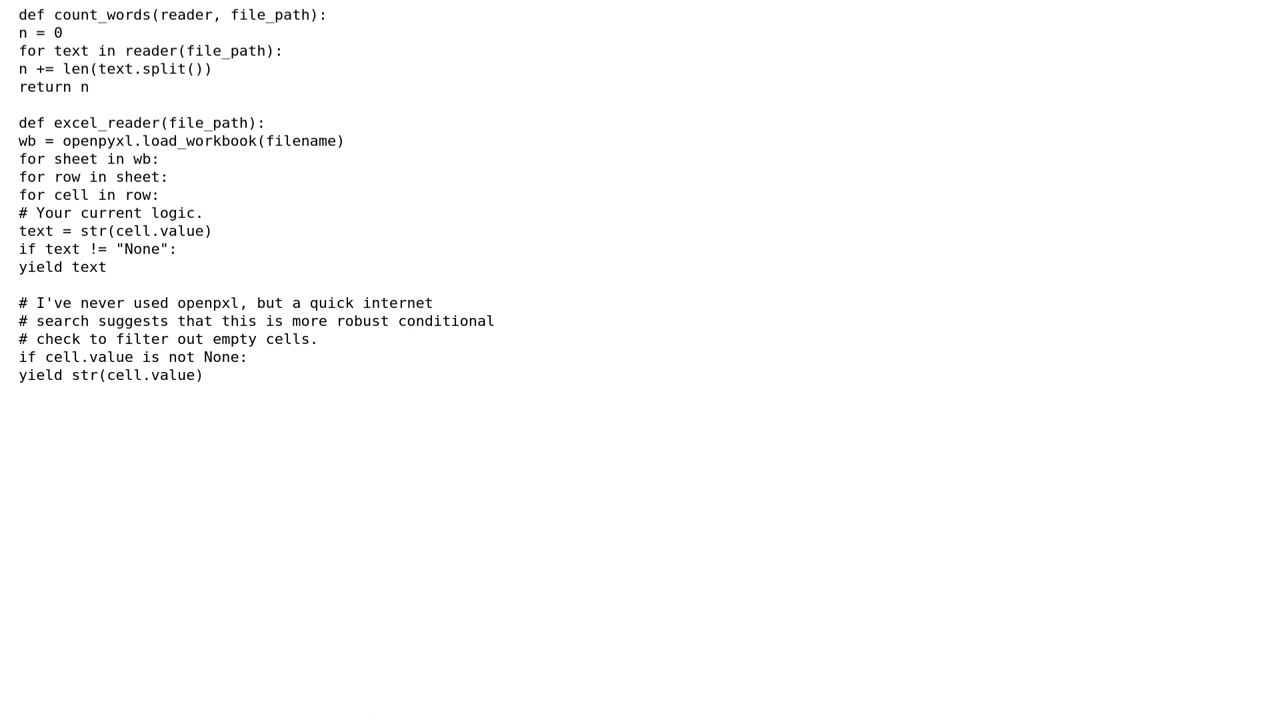 def count_words(reader, file_path):
n = 0
for text in reader(file_path):
n += len(text.split())
return n

def excel_reader(file_path):
wb = openpyxl.load_workbook(filename)
for sheet in wb:
for row in sheet:
for cell in row:
# Your current logic.
text = str(cell.value)
if text != "None":
yield text

# I've never used openpxl, but a quick internet
# search suggests that this is more robust conditional
# check to filter out empty cells.
if cell.value is not None:
yield str(cell.value)